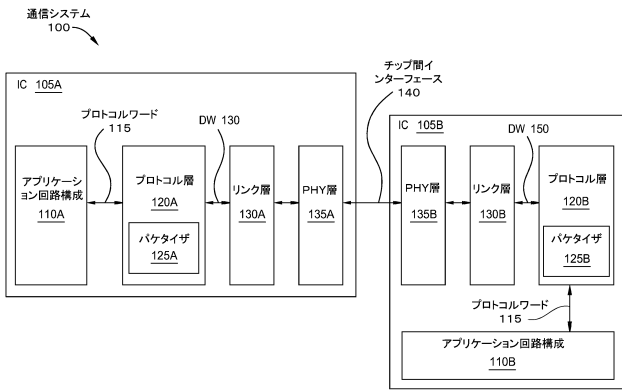 通信システム
100
IC 105A
プロトコルワード
115
DW 130
アプリケー
ション回路構成
110A
プロトコル層
120A
パケタイザ
125A
リンク層
130A
PHY層
135A
チップ間イ
ンターフェース
140
IC 105B
DW 150
PHY層
135B
リンク層
130B
プロトコル層
120B
パケタイザ
125B
プロトコルワード
115
アプリケーション回路構成
110B